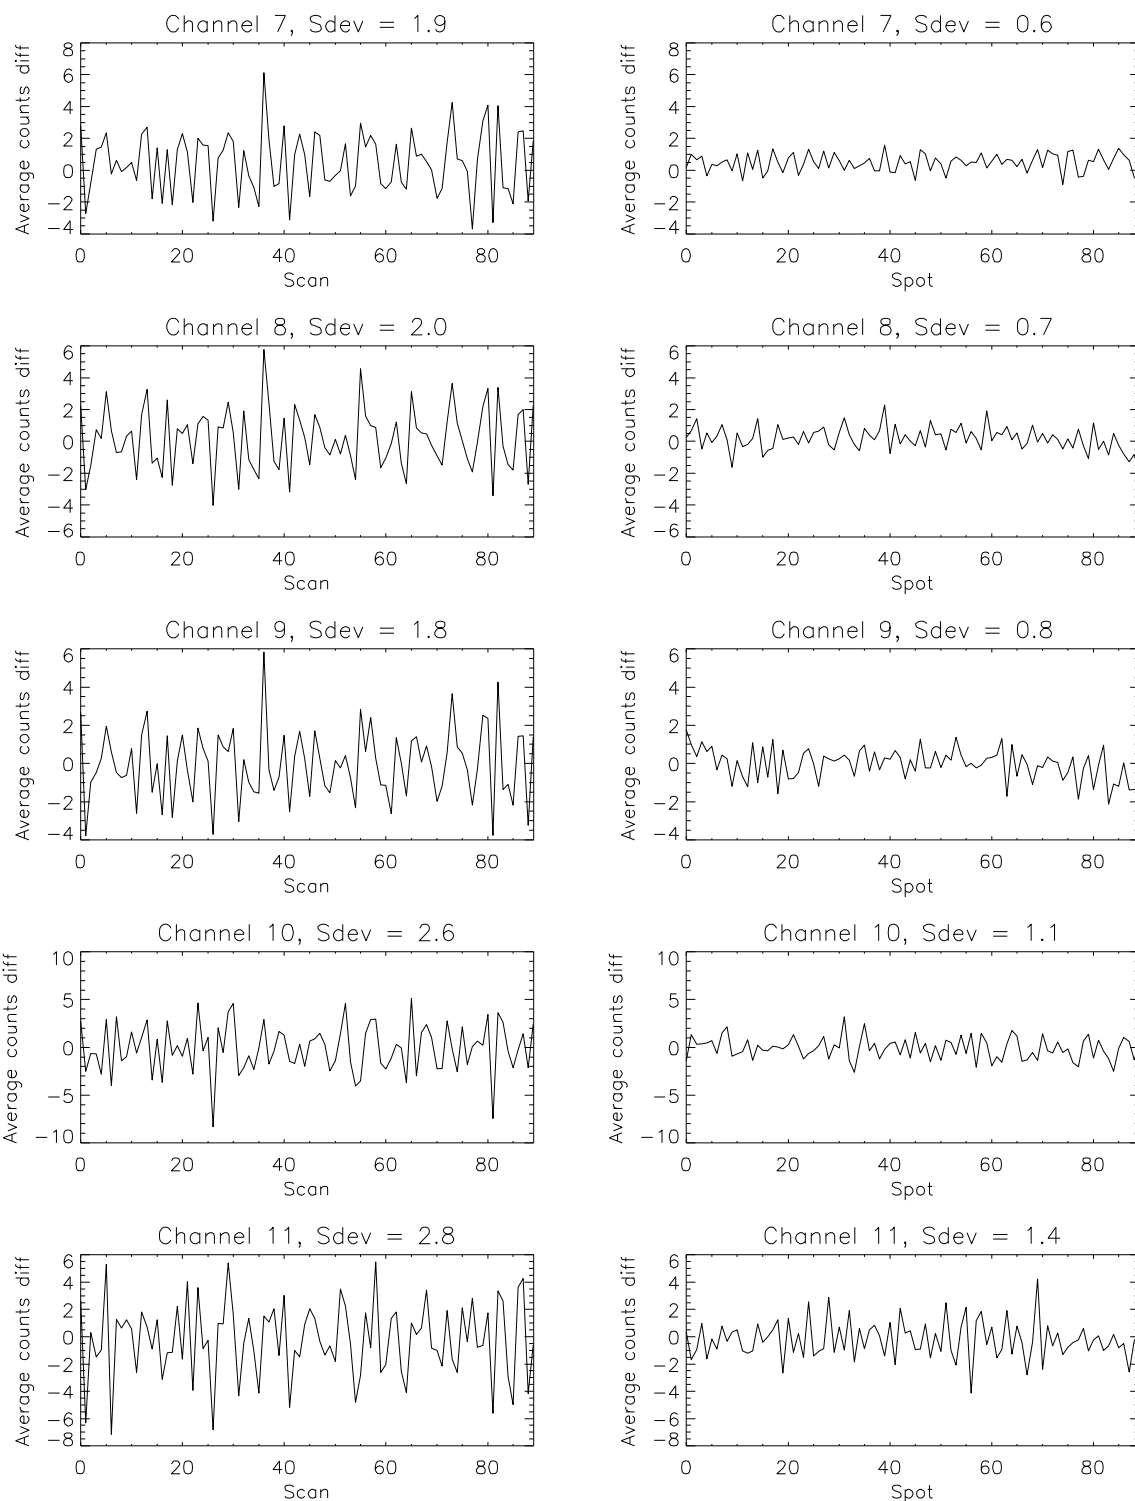 Channel 7, Sdev = 1.9
Average counts diff
8
6
4
2
0
−2
−4
0 20 40 60 80
Scan
Channel 7, Sdev = 0.6
Average counts diff
8
6
4
2
0
−2
−4
0 20 40 60 80
Spot
Channel 8, Sdev = 2.0
Average counts diff
6
4
2
0
−2
−4
−6
0 20 40 60 80
Scan
Channel 8, Sdev = 0.7
Average counts diff
6
4
2
0
−2
−4
−6
0 20 40 60 80
Spot
Channel 9, Sdev = 1.8
Average counts diff
6
4
2
0
−2
−4
0 20 40 60 80
Scan
Channel 9, Sdev = 0.8
Average counts diff
6
4
2
0
−2
−4
0 20 40 60 80
Spot
Channel 10, Sdev = 2.6
Average counts diff
10
5
0
−5
−10
0 20 40 60 80
Scan
Channel 10, Sdev = 1.1
Average counts diff
10
5
0
−5
−10
0 20 40 60 80
Spot
Channel 11, Sdev = 2.8
Average counts diff
6
4
2
0
−2
−4
−6
−8
0 20 40 60 80
Scan
Channel 11, Sdev = 1.4
Average counts diff
6
4
2
0
−2
−4
−6
−8
0 20 40 60 80
Spot